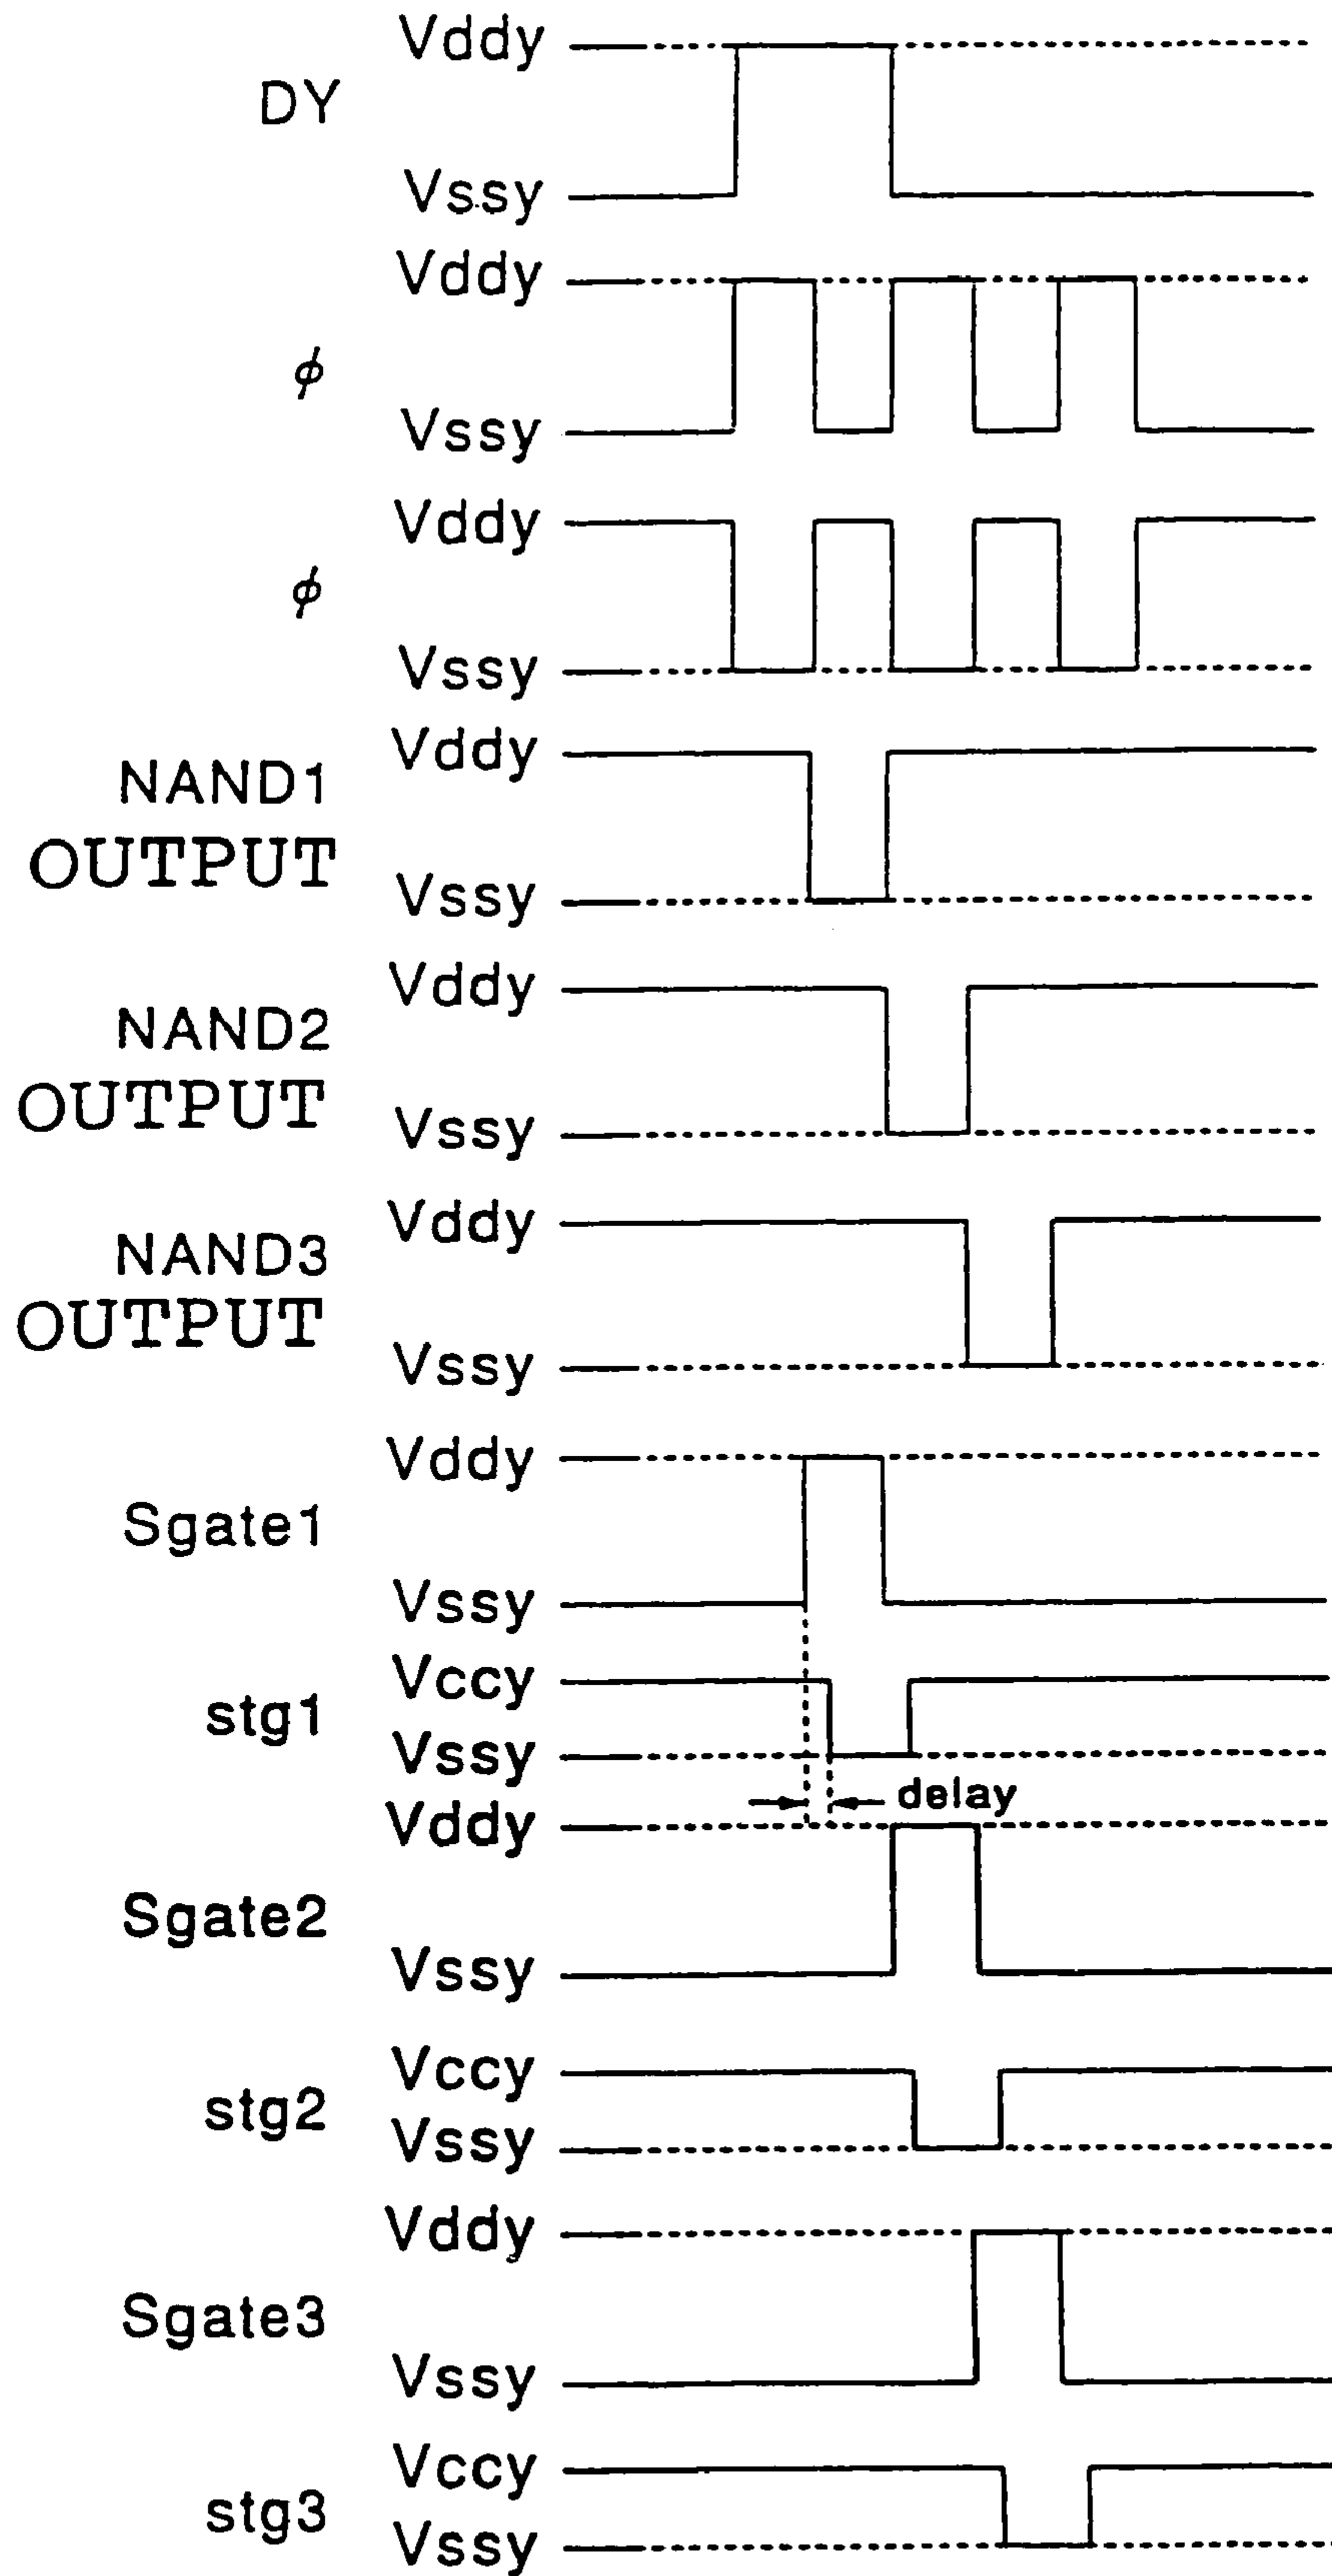 Vddy
DY
Vssy
Vddy
ϕ
Vssy
Vddy
ϕ
Vssy
Vddy
NAND1
OUTPUT
Vssy
Vddy
NAND2
OUTPUT
Vssy
Vddy
NAND3
OUTPUT
Vssy
Vddy
Sgate1
Vssy
Vccy
stg1
Vssy
delay
Vddy
Sgate2
Vssy
Vccy
stg2
Vssy
Vddy
Sgate3
Vssy
Vccy
stg3
Vssy